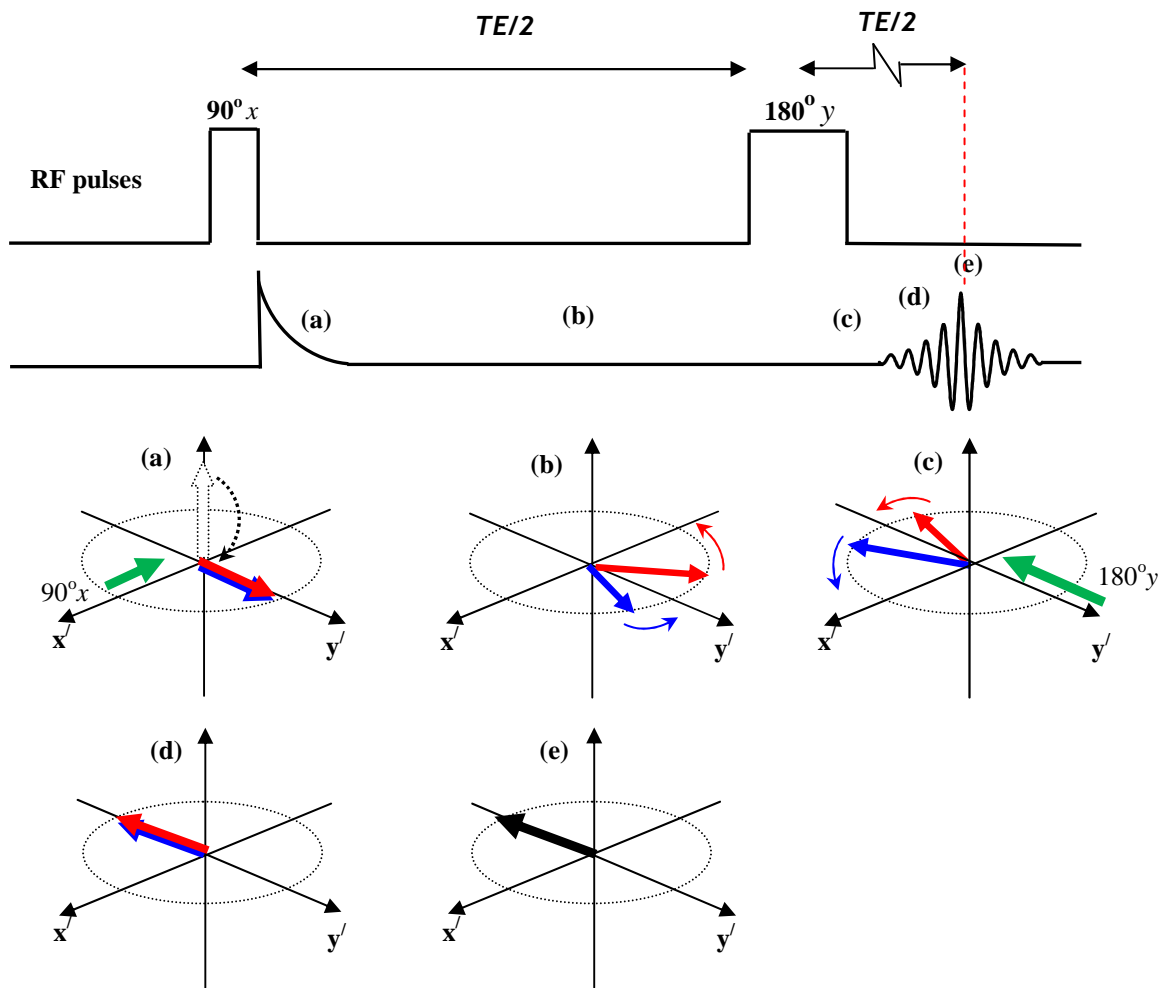 TE/2
TE/2
90° x
180° y
RF pulses
(e)
(d)
(a)
(b)
(c)
(a)
(b)
(c)
90°x
180°y
x/
y/
x/
y/
x/
y/
(d)
(e)
x/
y/
x/
y/